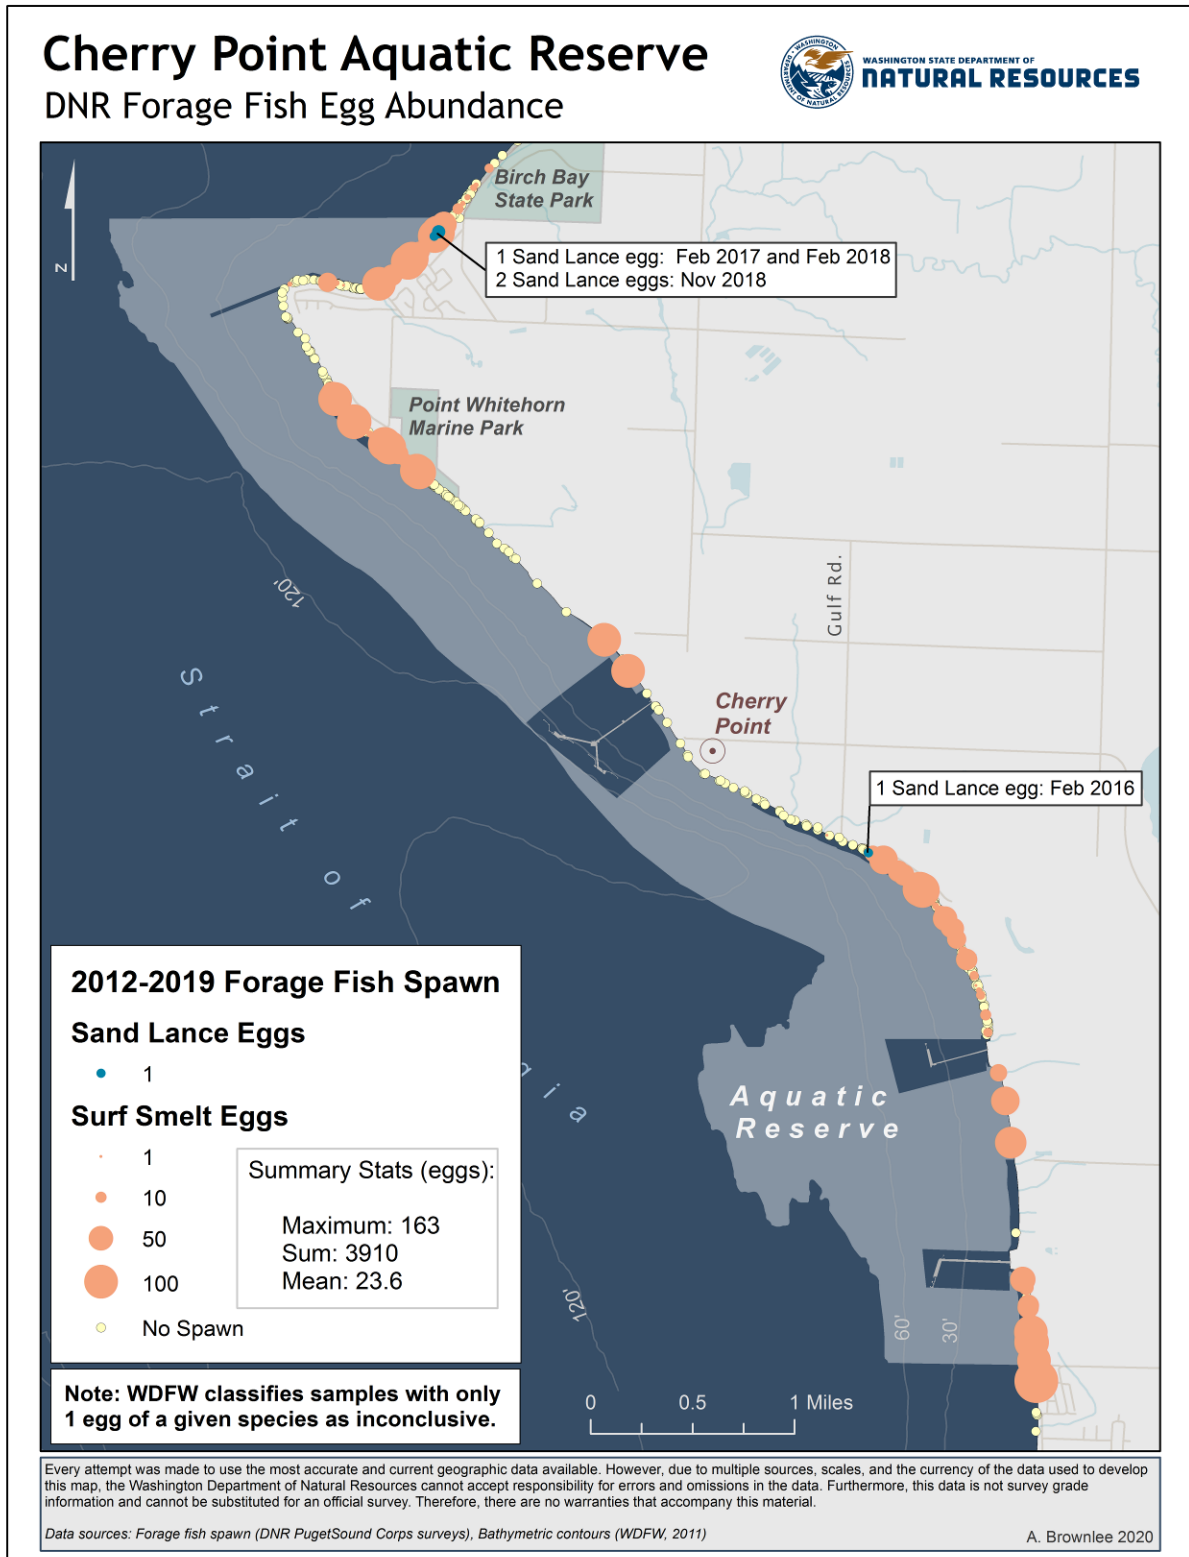 Cherry Point Aquatic Reserve
DNR Forage Fish Egg Abundance
WASHINGTON STATE DEPARTMENT OF
NATURAL RESOURCES
WASHINGTON
DEPARTMENT OF NATURAL RESOURCES
N
Birch Bay
State Park
1 Sand Lance egg:  Feb 2017 and Feb 2018
2 Sand Lance eggs: Nov 2018
Point Whitehorn
Marine Park
120'
Gulf Rd.
Strait of
gia
Cherry
Point
1 Sand Lance egg: Feb 2016
Aquatic
Reserve
120'
60'
30'
2012-2019 Forage Fish Spawn
Sand Lance Eggs
1
Surf Smelt Eggs
1
10
50
100
No Spawn
Summary Stats (eggs):
Maximum: 163
Sum: 3910
Mean: 23.6
Note: WDFW classifies samples with only
1 egg of a given species as inconclusive.
0 0.5 1 Miles
Every attempt was made to use the most accurate and current geographic data available. However, due to multiple sources, scales, and the currency of the data used to develop
this map, the Washington Department of Natural Resources cannot accept responsibility for errors and omissions in the data. Furthermore, this data is not survey grade
information and cannot be substituted for an official survey. Therefore, there are no warranties that accompany this material.
Data sources: Forage fish spawn (DNR PugetSound Corps surveys), Bathymetric contours (WDFW, 2011)
A. Brownlee 2020